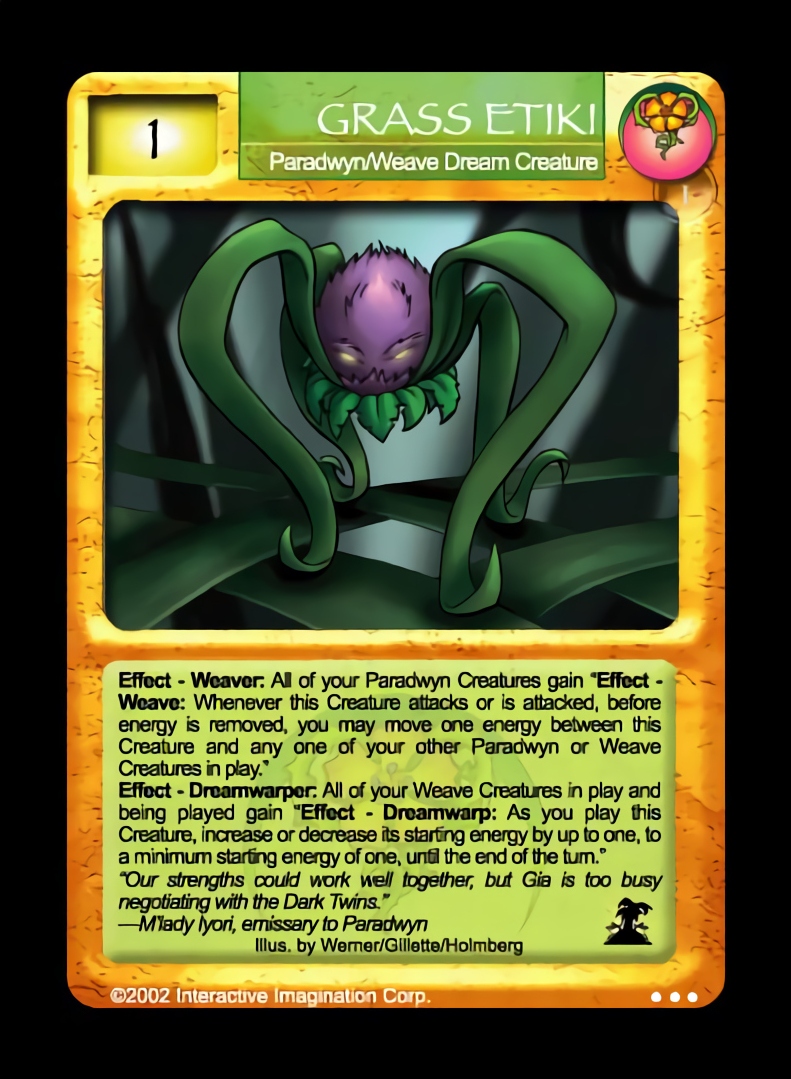 1
GRASS ETIKI
Paradwyn/Weave Dream Creature
1
Effect - Weaver: All of your Paradwyn Creatures gain "Effect -
Weave: Whenever this Creature attacks or is attacked, before
energy is removed, you may move one energy between this
Creature and any one of your other Paradwyn or Weave
Creatures in play."
Effect - Dreamwarper: All of your Weave Creatures in play and
being played gain "Effect - Dreamwarp: As you play this
Creature, increase or decrease its starting energy by up to one, to
a minimum starting energy of one, until the end of the turn."
"Our strengths could work well together, but Gia is too busy
negotiating with the Dark Twins."
—M'lady Iyori, emissary to Paradwyn
Illus. by Werner/Gillette/Holmberg
©2002 Interactive Imagination Corp.